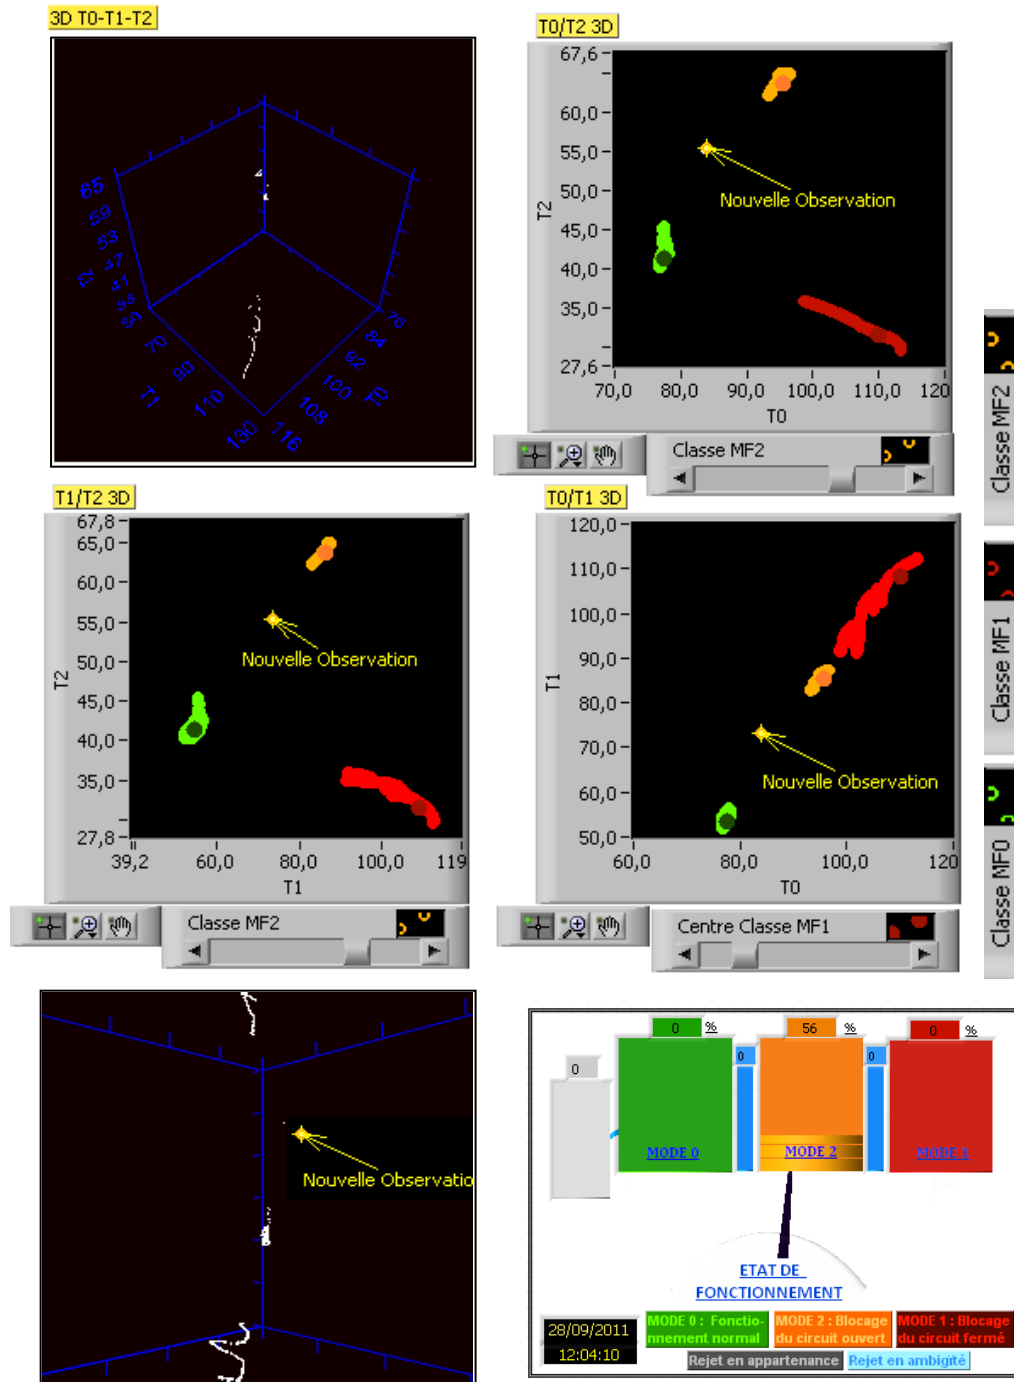 3D T0-T1-T2
65
59
53
47
41
T2
50
70
90
110
130
T1
76
84
92
100
108
116
T0
T0/T2 3D
67,6
60,0
55,0
50,0
45,0
40,0
35,0
27,6
T2
Nouvelle Observation
70,0 80,0 90,0 100,0 110,0 120
T0
Classe MF2
Classe MF2
Classe MF1
Classe MF0
T1/T2 3D
67,8
65,0
60,0
55,0
50,0
45,0
40,0
35,0
27,8
T2
Nouvelle Observation
39,2 60,0 80,0 100,0 119
T1
Classe MF2
T0/T1 3D
120,0
110,0
100,0
90,0
80,0
70,0
60,0
50,0
T1
Nouvelle Observation
60,0 80,0 100,0 120
T0
Centre Classe MF1
Nouvelle Observatio
0 % 56 % 0 %
0 0 0
MODE 0 MODE 2 MODE 1
ETAT DE
FONCTIONNEMENT
28/09/2011
12:04:10
MODE 0 : Fonctio-
nnement normal
MODE 2 : Blocage
du circuit ouvert
MODE 1 : Blocage
du circuit fermé
Rejet en appartenance Rejet en ambigïté